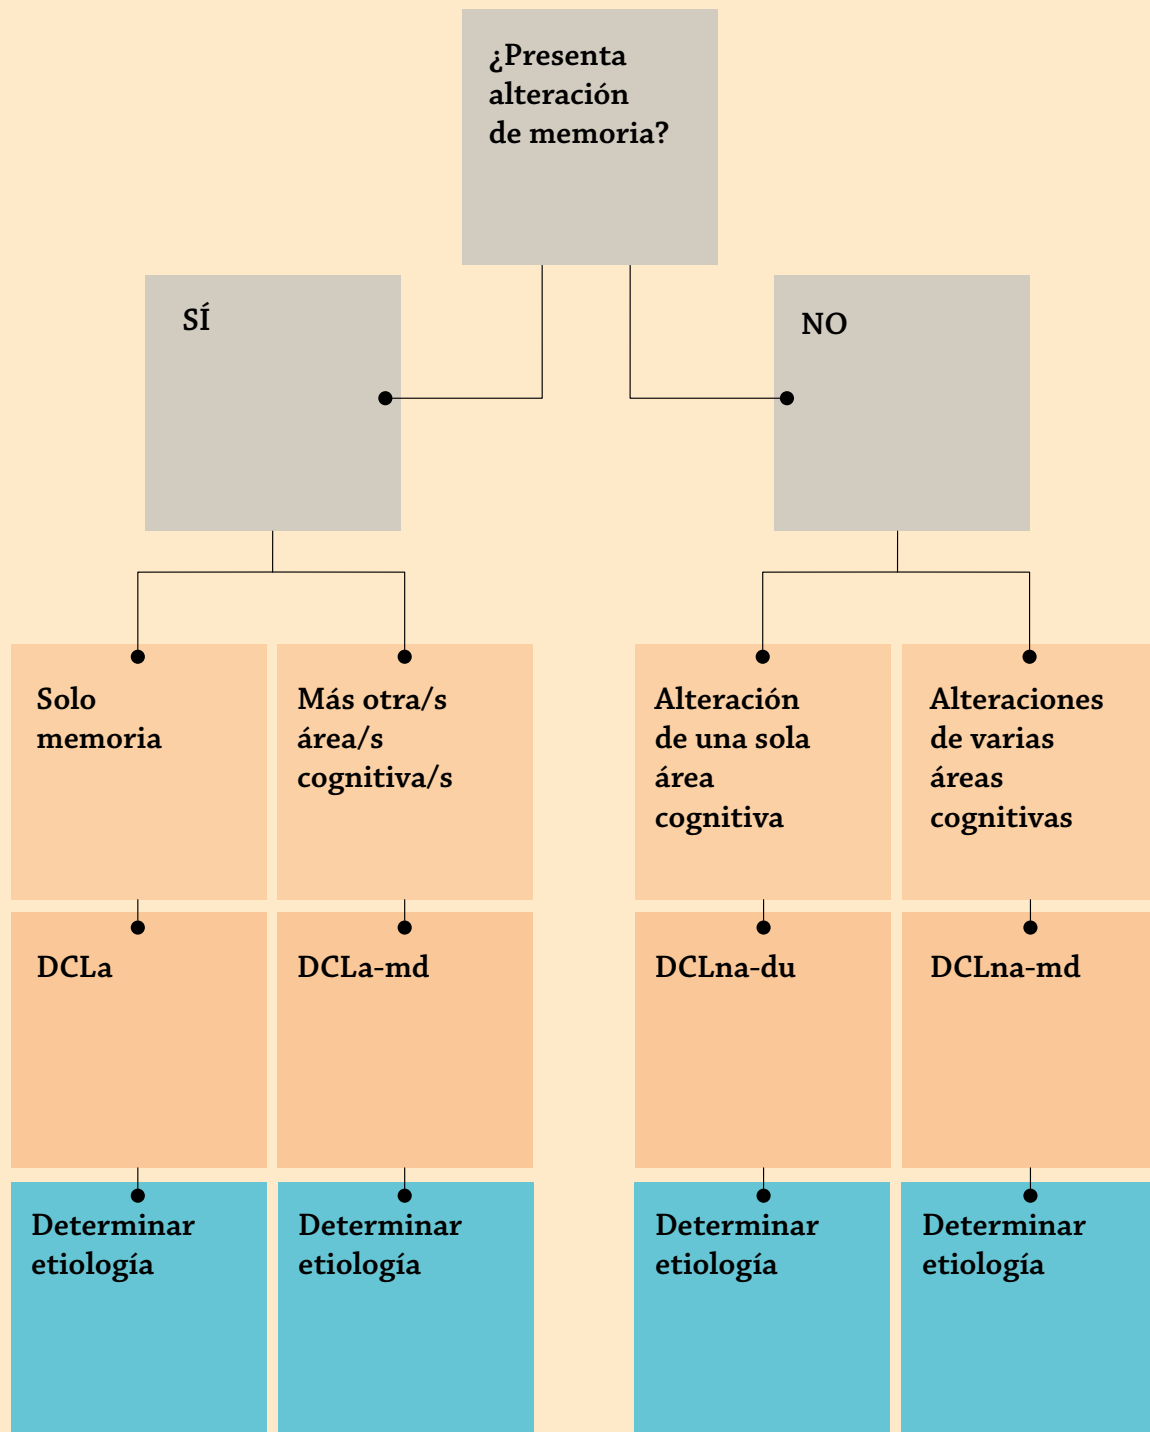 ¿Presenta
alteración
de memoria?
SÍ
NO
Solo
memoria
Más otra/s
área/s
cognitiva/s
Alteración
de una sola
área
cognitiva
Alteraciones
de varias
áreas
cognitivas
DCLa
DCLa-md
DCLna-du
DCLna-md
Determinar
etiología
Determinar
etiología
Determinar
etiología
Determinar
etiología